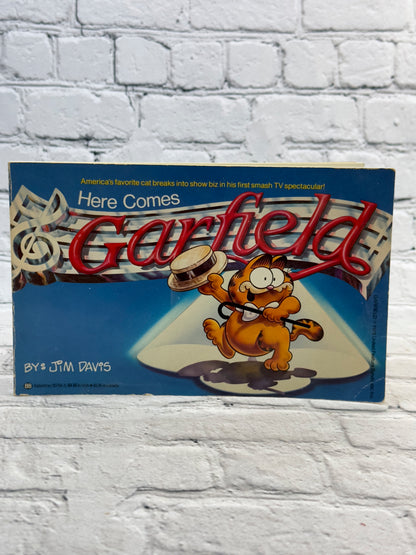 America's favorite cat breaks into show biz in his first smash TV spectacular!
Here Comes
Garfield
BY: JIM DAVIS